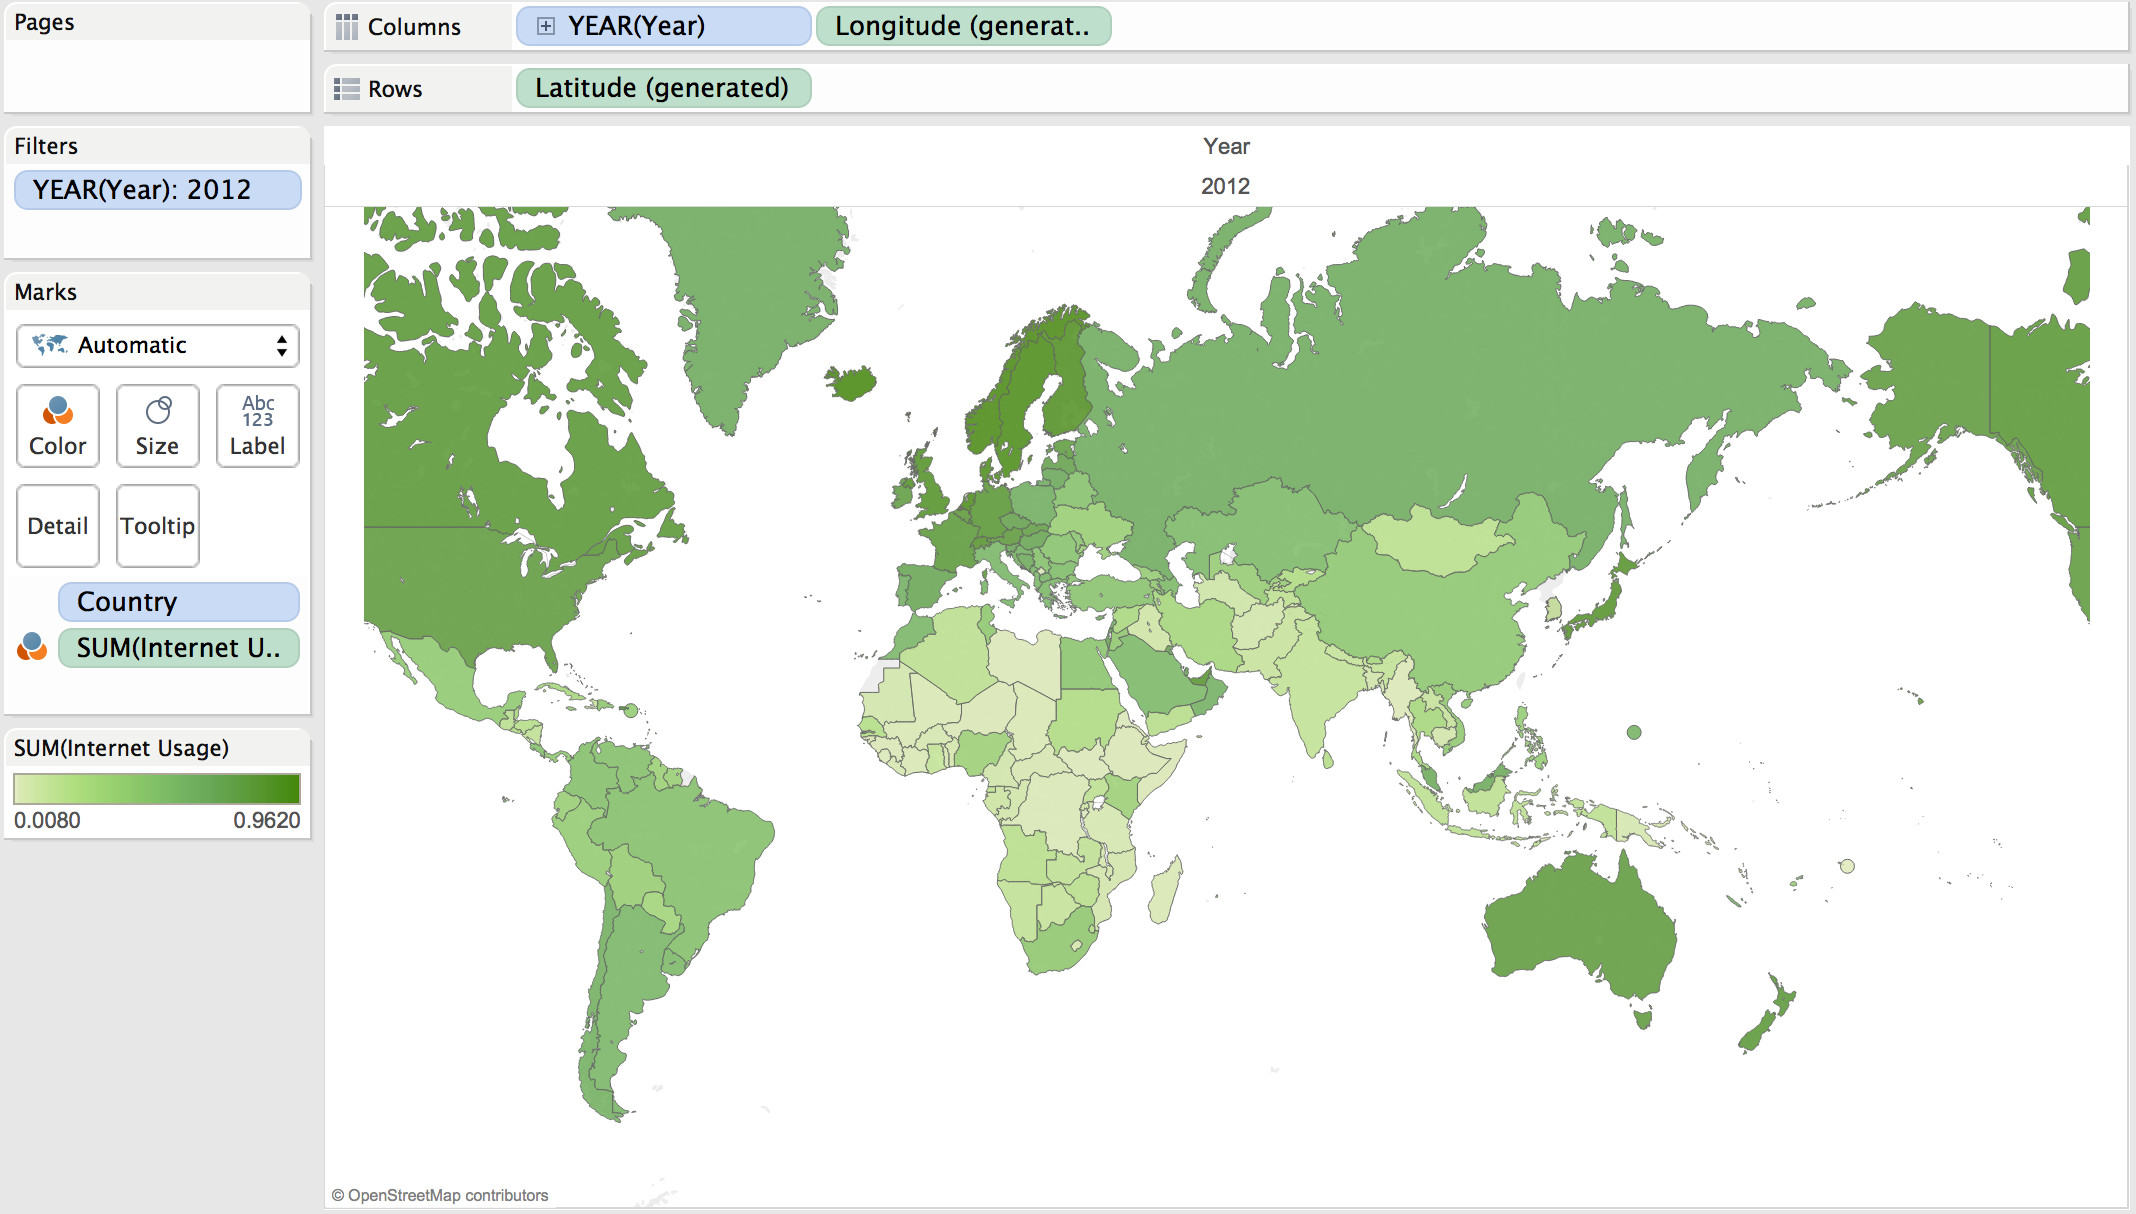 Pages
Columns
YEAR(Year)
Longitude (generat..
Rows
Latitude (generated)
Filters
YEAR(Year): 2012
Year
2012
Marks
Automatic
Color
Size
Abc
123
Label
Detail
Tooltip
Country
SUM(Internet U..
SUM(Internet Usage)
0.0080
0.9620
© OpenStreetMap contributors